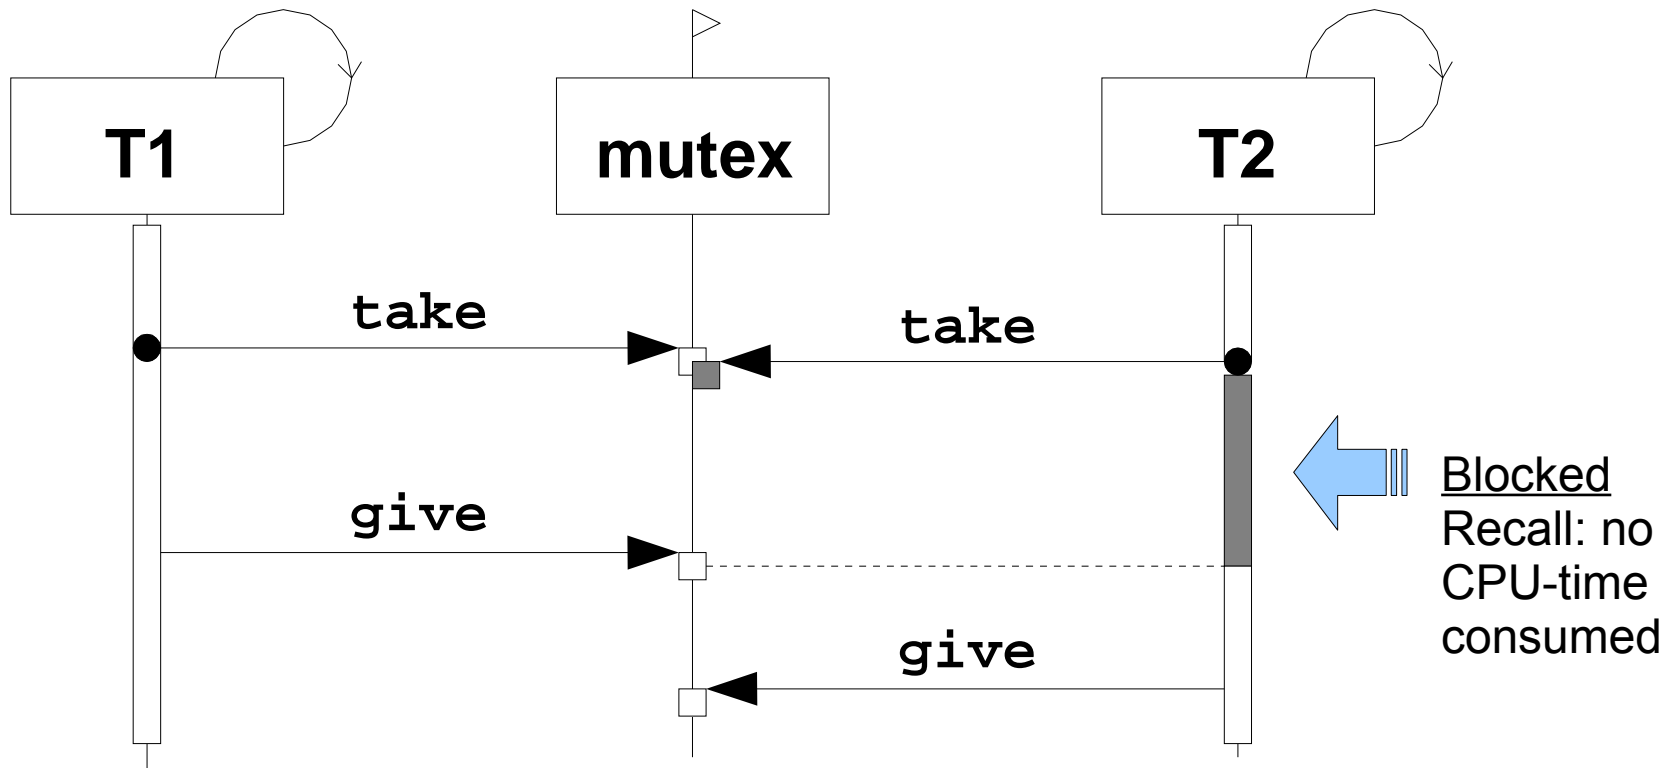 T1
mutex
T2
take
take
give
give
Blocked
Recall: no
CPU-time
consumed